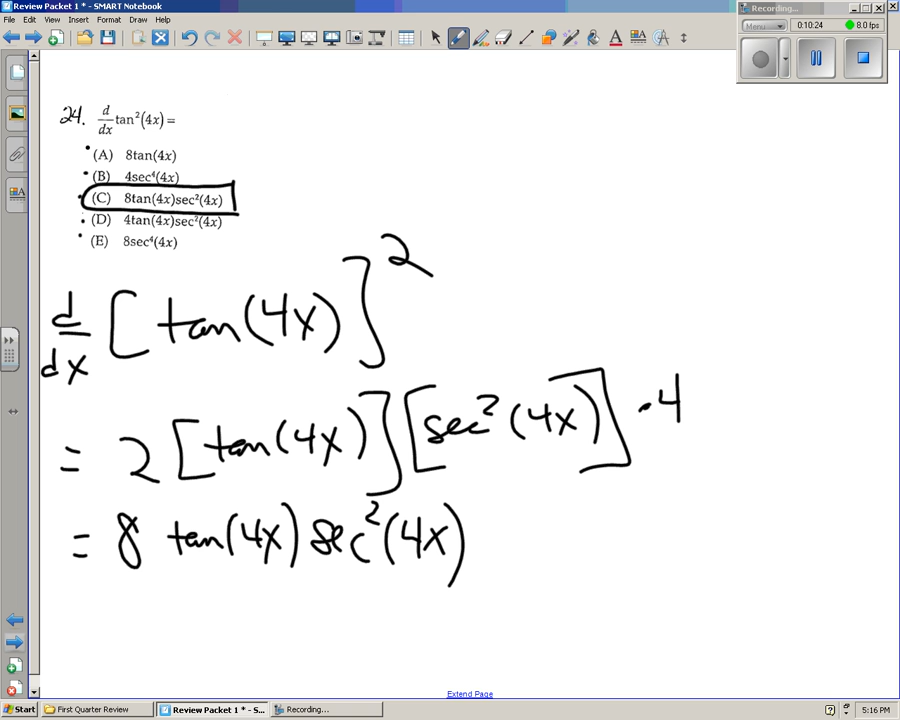 Review Packet 1 * - SMART Notebook
File Edit View Insert Format Draw Help
Recording...
Menu
0:10:24
8.0 fps
24. d/dx tan²(4x) =
(A) 8tan(4x)
(B) 4sec⁴(4x)
(C) 8tan(4x)sec²(4x)
(D) 4tan(4x)sec²(4x)
(E) 8sec⁴(4x)
d/dx [tan(4x)]²
= 2 [tan(4x)] [sec²(4x)] · 4
= 8 tan(4x) sec²(4x)
Extend Page
Start
First Quarter Review
Review Packet 1 * - S...
Recording...
5:16 PM